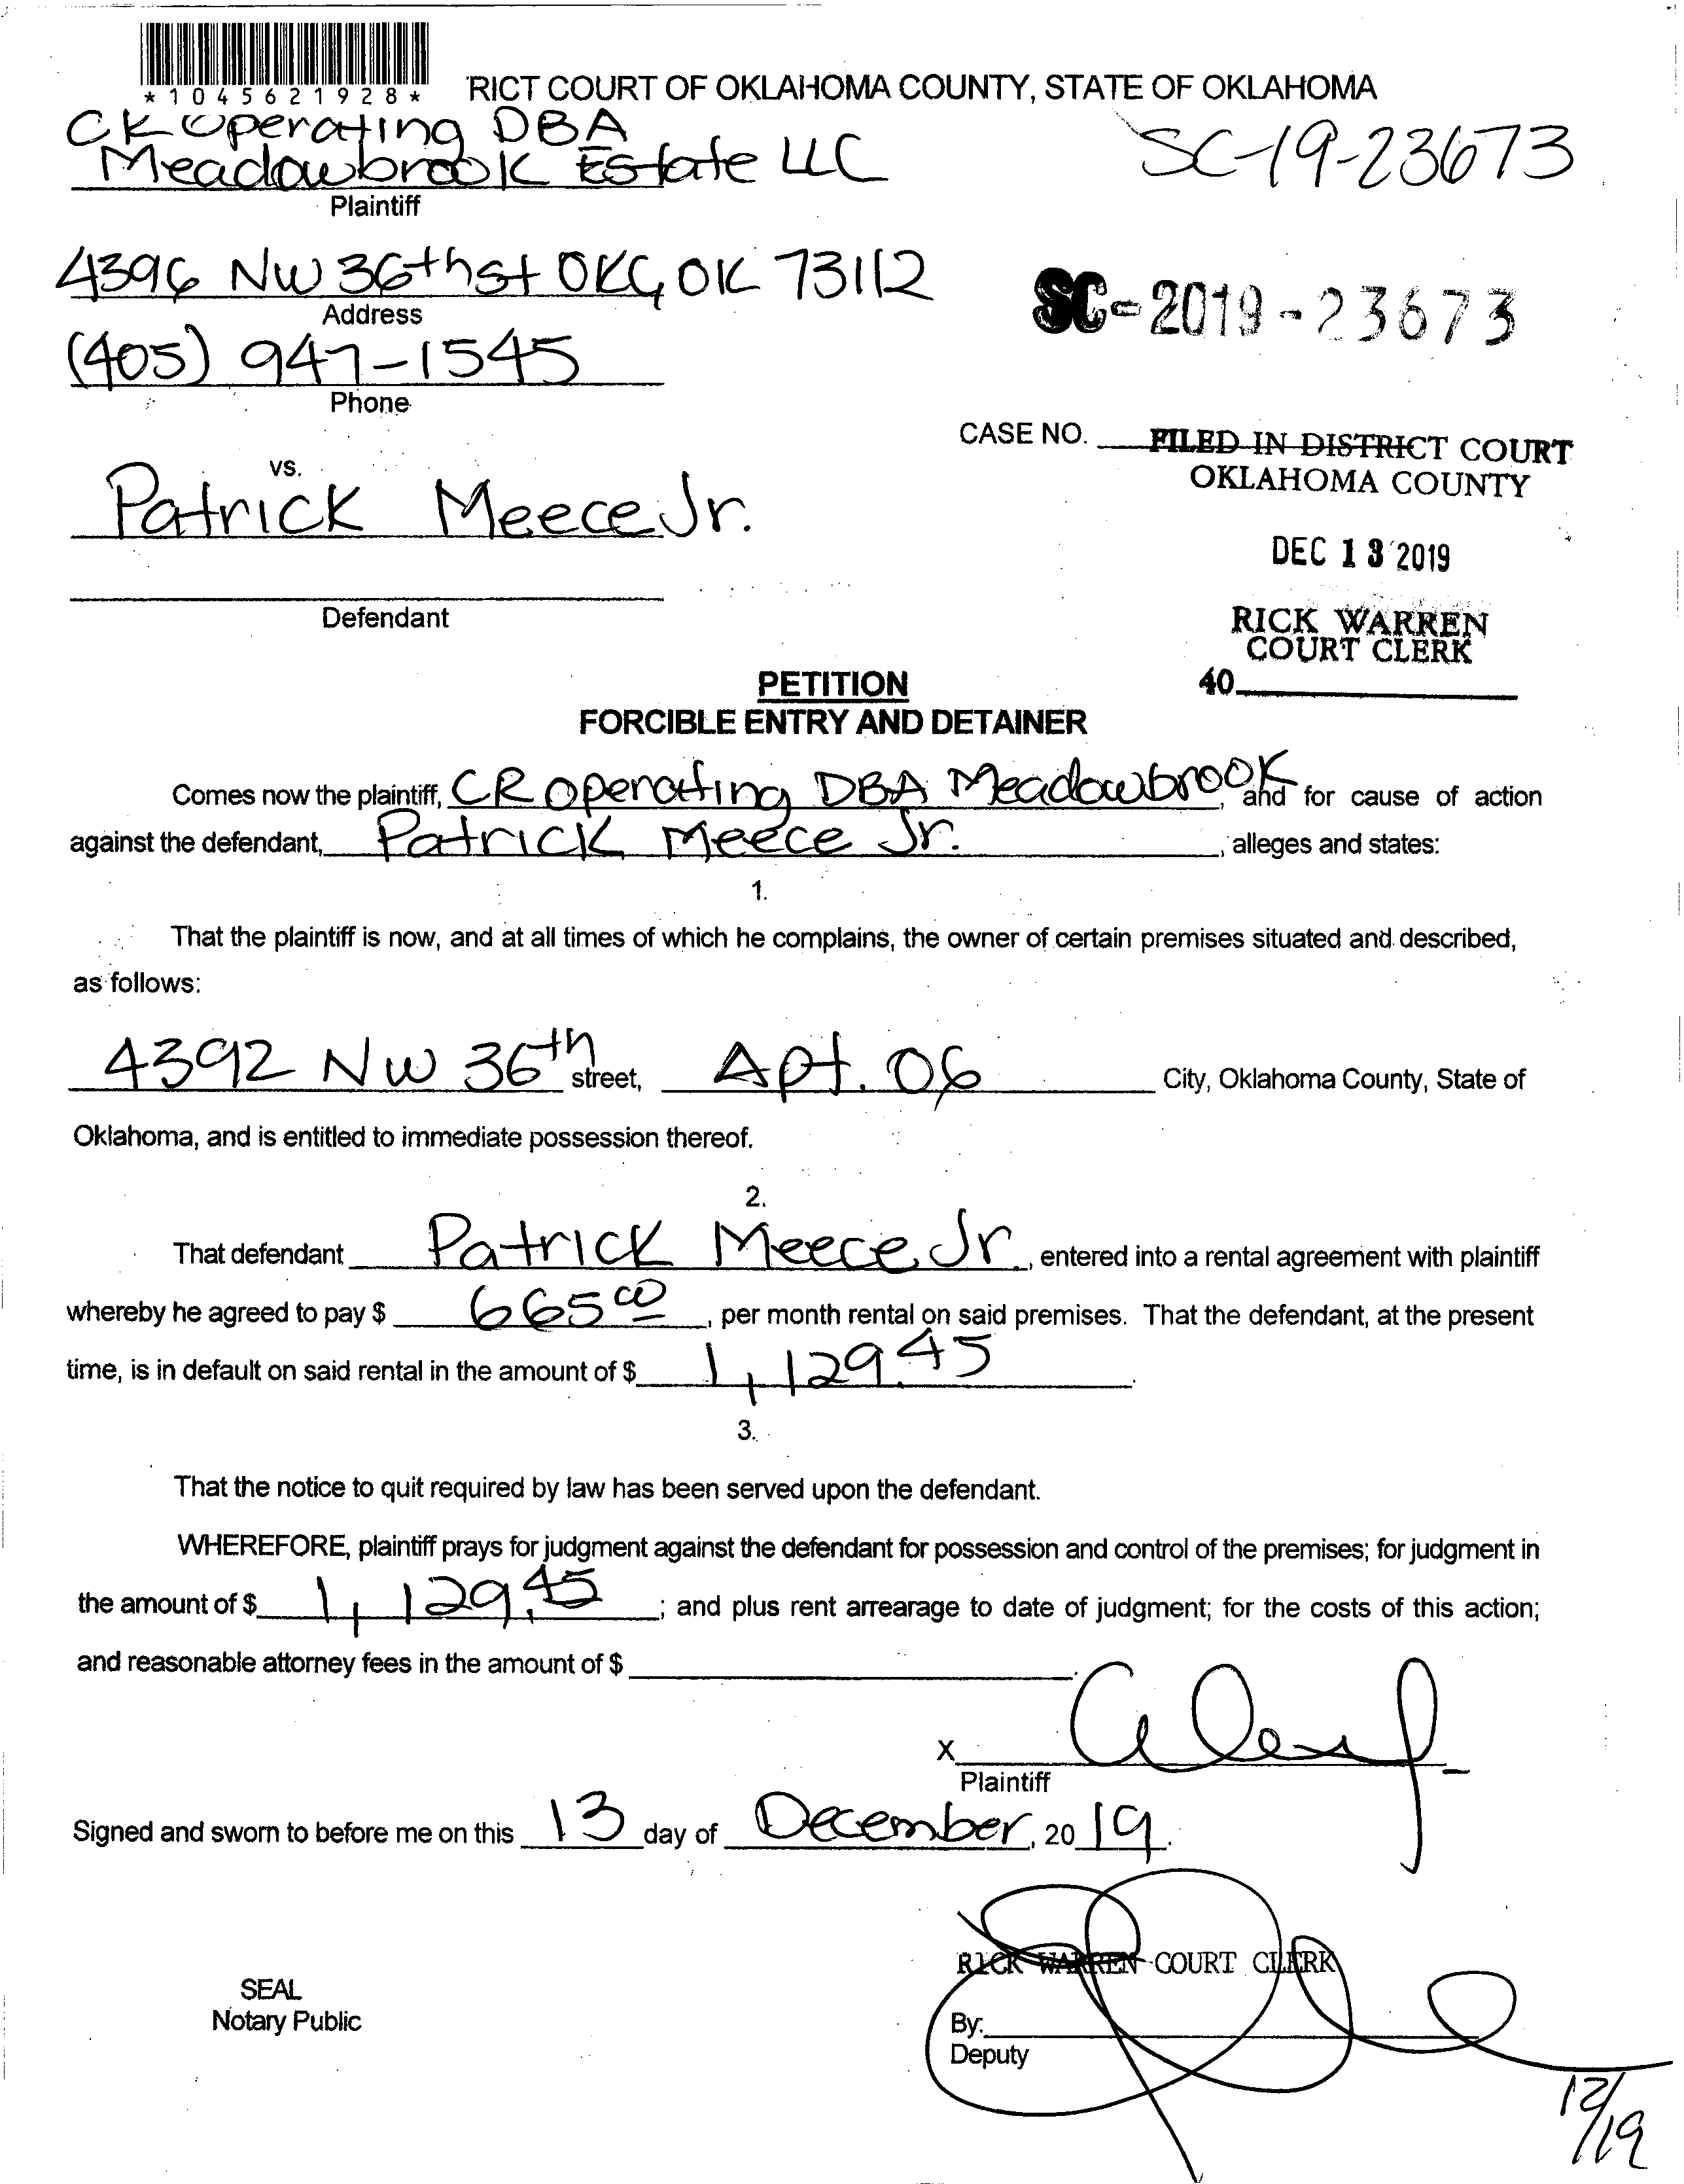 *1045621928*
RICT COURT OF OKLAHOMA COUNTY, STATE OF OKLAHOMA
CK Operating DBA
Meadowbrook Estate LLC
SC-19-23673
Plaintiff
4396 NW 36th st OKC, OK 73112
Address
SC-2019-23673
(405) 947-1545
Phone
CASE NO.
FILED IN DISTRICT COURT
OKLAHOMA COUNTY
vs.
Patrick Meece Jr.
DEC 13 2019
Defendant
RICK WARREN
COURT CLERK
40
PETITION
FORCIBLE ENTRY AND DETAINER
Comes now the plaintiff, CR Operating DBA Meadowbrook, and for cause of action
against the defendant, Patrick Meece Jr., alleges and states:
1.
That the plaintiff is now, and at all times of which he complains, the owner of certain premises situated and described,
as follows:
4392 NW 36th street, Apt. 06 City, Oklahoma County, State of
Oklahoma, and is entitled to immediate possession thereof.
2.
That defendant Patrick Meece Jr., entered into a rental agreement with plaintiff
whereby he agreed to pay $ 665 00, per month rental on said premises. That the defendant, at the present
time, is in default on said rental in the amount of $ 1,129.45.
3.
That the notice to quit required by law has been served upon the defendant.
WHEREFORE, plaintiff prays for judgment against the defendant for possession and control of the premises; for judgment in
the amount of $ 1,129.45; and plus rent arrearage to date of judgment; for the costs of this action;
and reasonable attorney fees in the amount of $
X
Plaintiff
Signed and sworn to before me on this 13 day of December, 2019.
RICK WARREN COURT CLERK
SEAL
Notary Public
By:
Deputy
12/19